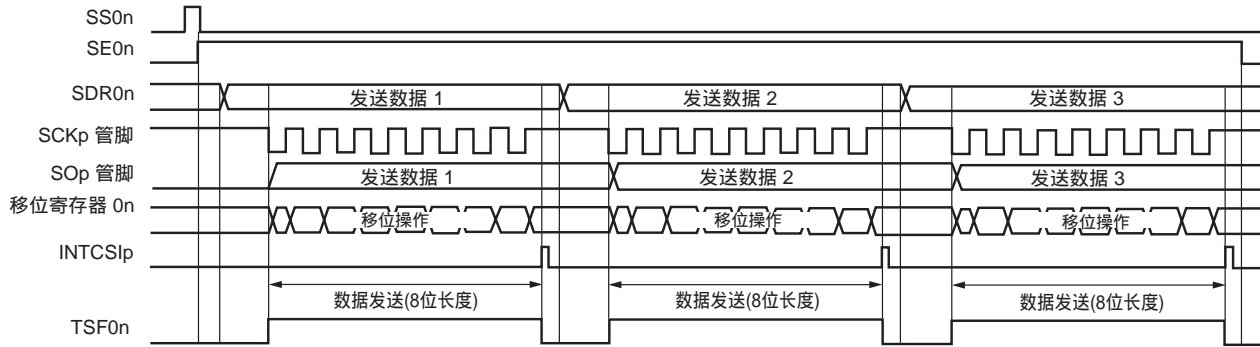 SS0n
SE0n
SDR0n 发送数据 1 发送数据 2 发送数据 3
SCKp 管脚
SOp 管脚 发送数据 1 发送数据 2 发送数据 3
移位寄存器 0n 移位操作 移位操作 移位操作
INTCSIp
数据发送(8位长度) 数据发送(8位长度) 数据发送(8位长度)
TSF0n